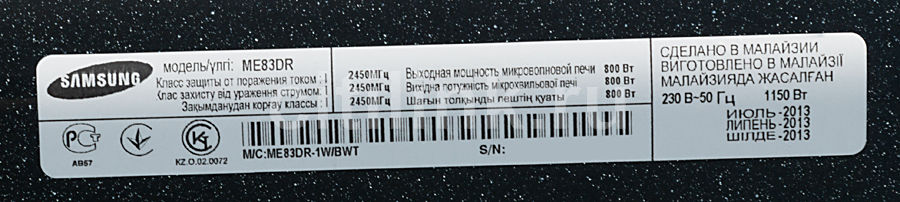 SAMSUNG
модель/үлгі: ME83DR
Класс защиты от поражения током : I
Клас захисту від ураження струмом. I
Зақымданудан қорғау классы : I
2450МГц Выходная мощность микроволновой печи 800 Вт
2450МГц Вихідна потужність мікрохвильової печі 800 Вт
2450МГц Шағын толқынды пештің қуаты 800 Вт
РС
АВ57
КТ
KZ.O.02.0072
M/C:ME83DR-1W/BWT
S/N:
СДЕЛАНО В МАЛАЙЗИИ
ВИГОТОВЛЕНО В МАЛАЙЗІЇ
МАЛАЙЗИЯДА ЖАСАЛҒАН
230 В~50 Гц 1150 Вт
ИЮЛЬ-2013
ЛИПЕНЬ-2013
ШІЛДЕ-2013